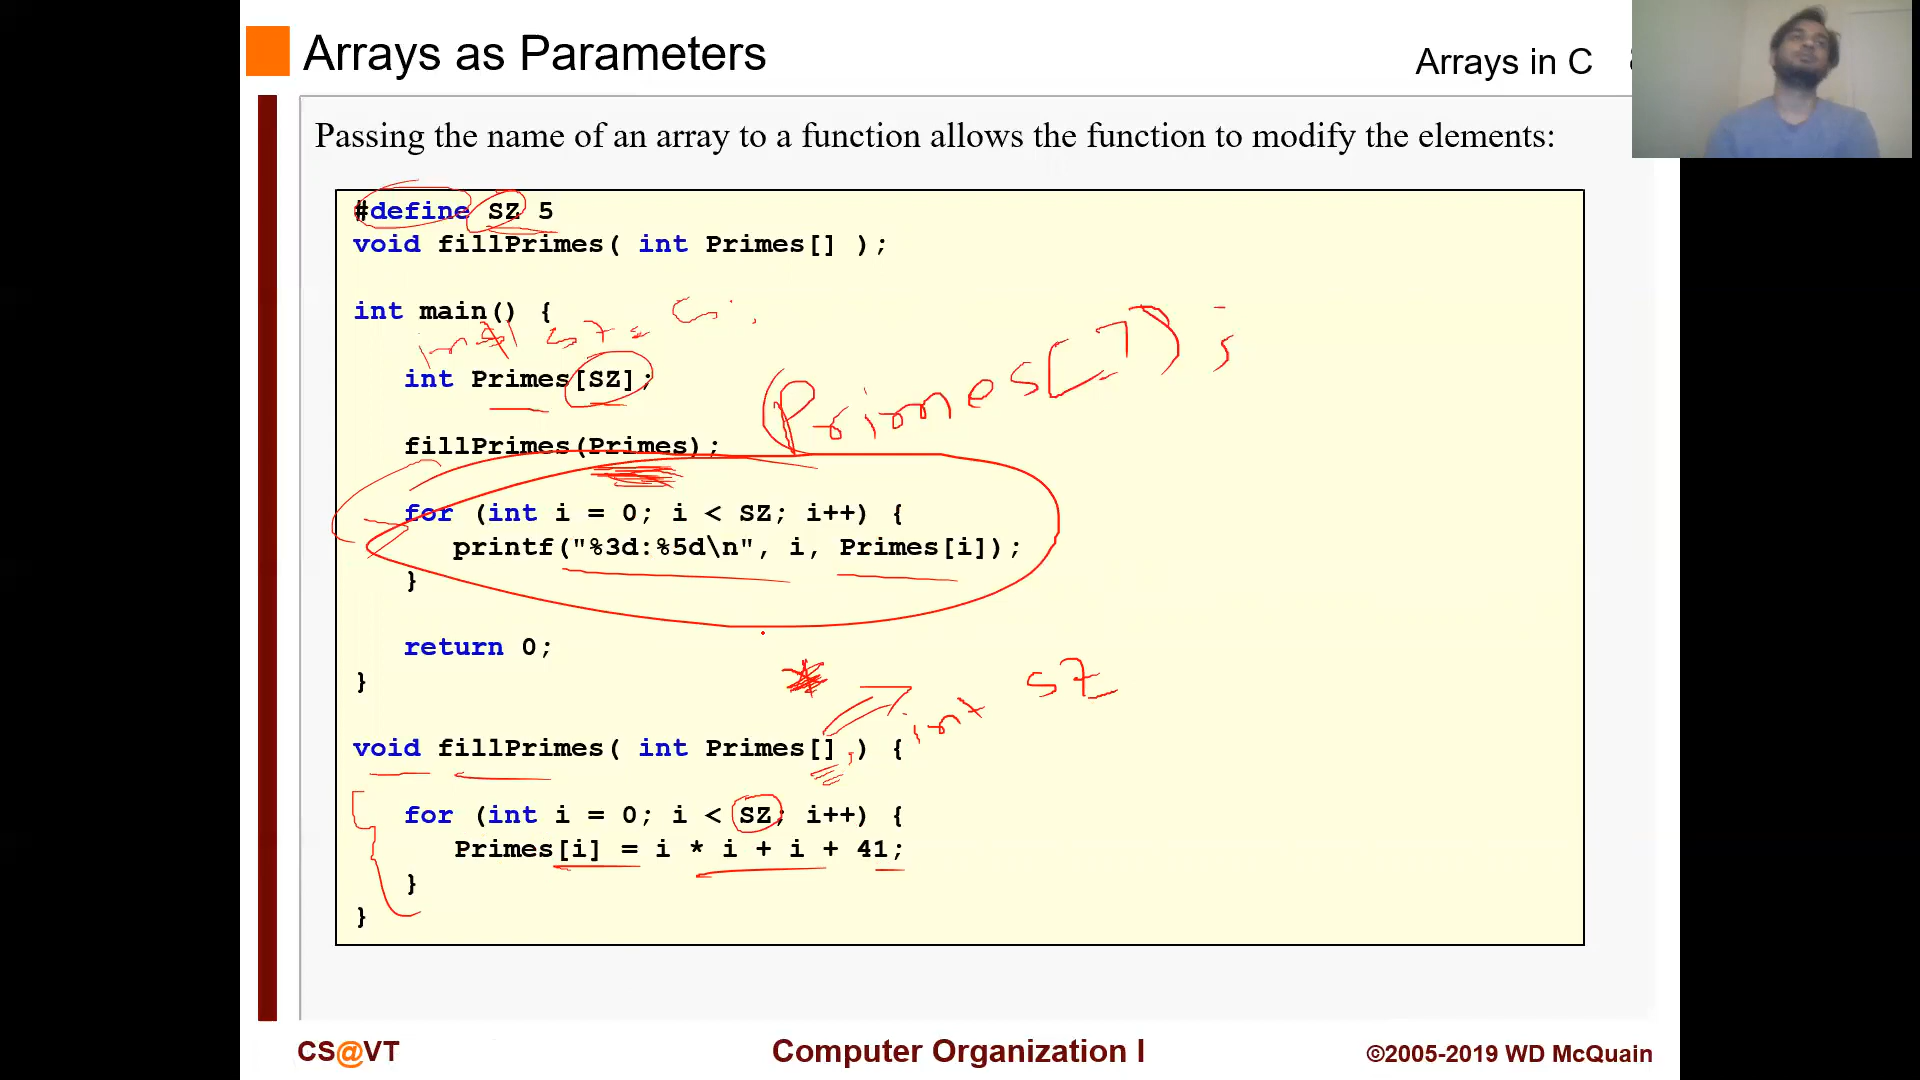 Arrays as Parameters
Arrays in C
Passing the name of an array to a function allows the function to modify the elements:
#define SZ 5
void fillPrimes( int Primes[] );
int main() {
int SZ =
int Primes[SZ];
(Primes[ ]) ;
fillPrimes(Primes);
for (int i = 0; i < SZ; i++) {
printf("%3d:%5d\n", i, Primes[i]);
}
return 0;
}
int SZ
void fillPrimes( int Primes[] , ) {
for (int i = 0; i < SZ; i++) {
Primes[i] = i * i + i + 41;
}
}
CS@VT
Computer Organization I
©2005-2019 WD McQuain